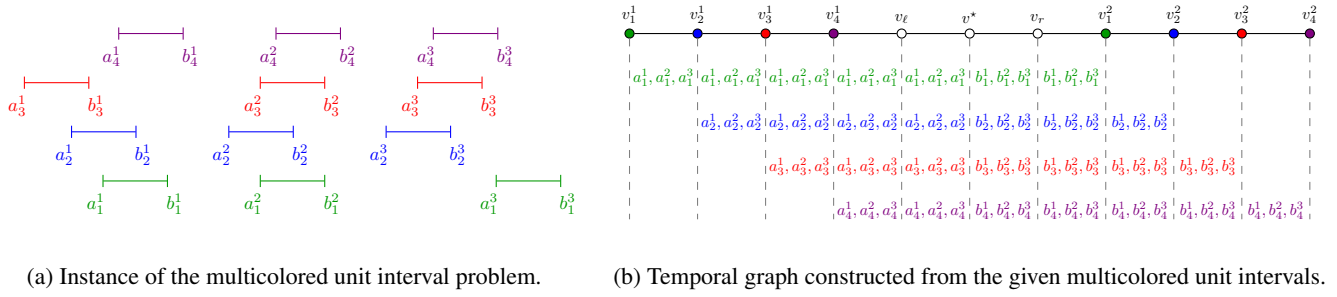 a_4^1 b_4^1 a_4^2 b_4^2 a_4^3 b_4^3
a_3^1 b_3^1 a_3^2 b_3^2 a_3^3 b_3^3
a_2^1 b_2^1 a_2^2 b_2^2 a_2^3 b_2^3
a_1^1 b_1^1 a_1^2 b_1^2 a_1^3 b_1^3
(a) Instance of the multicolored unit interval problem.
v_1^1 v_2^1 v_3^1 v_4^1 v_ℓ v^⋆ v_r v_1^2 v_2^2 v_3^2 v_4^2
a_1^1, a_1^2, a_1^3 a_1^1, a_1^2, a_1^3 a_1^1, a_1^2, a_1^3 a_1^1, a_1^2, a_1^3 a_1^1, a_1^2, a_1^3 b_1^1, b_1^2, b_1^3 b_1^1, b_1^2, b_1^3
a_2^1, a_2^2, a_2^3 a_2^1, a_2^2, a_2^3 a_2^1, a_2^2, a_2^3 a_2^1, a_2^2, a_2^3 b_2^1, b_2^2, b_2^3 b_2^1, b_2^2, b_2^3 b_2^1, b_2^2, b_2^3
a_3^1, a_3^2, a_3^3 a_3^1, a_3^2, a_3^3 a_3^1, a_3^2, a_3^3 b_3^1, b_3^2, b_3^3 b_3^1, b_3^2, b_3^3 b_3^1, b_3^2, b_3^3 b_3^1, b_3^2, b_3^3
a_4^1, a_4^2, a_4^3 a_4^1, a_4^2, a_4^3 b_4^1, b_4^2, b_4^3 b_4^1, b_4^2, b_4^3 b_4^1, b_4^2, b_4^3 b_4^1, b_4^2, b_4^3 b_4^1, b_4^2, b_4^3
(b) Temporal graph constructed from the given multicolored unit intervals.